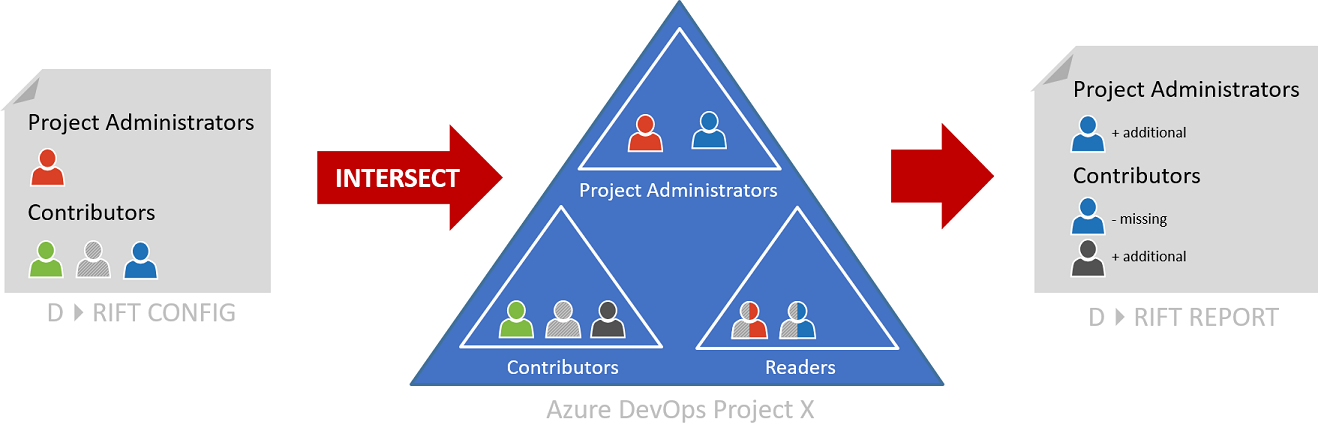 Project Administrators
Contributors
D ▶ RIFT CONFIG
INTERSECT
Project Administrators
Contributors
Readers
Azure DevOps Project X
Project Administrators
+ additional
Contributors
- missing
+ additional
D ▶ RIFT REPORT